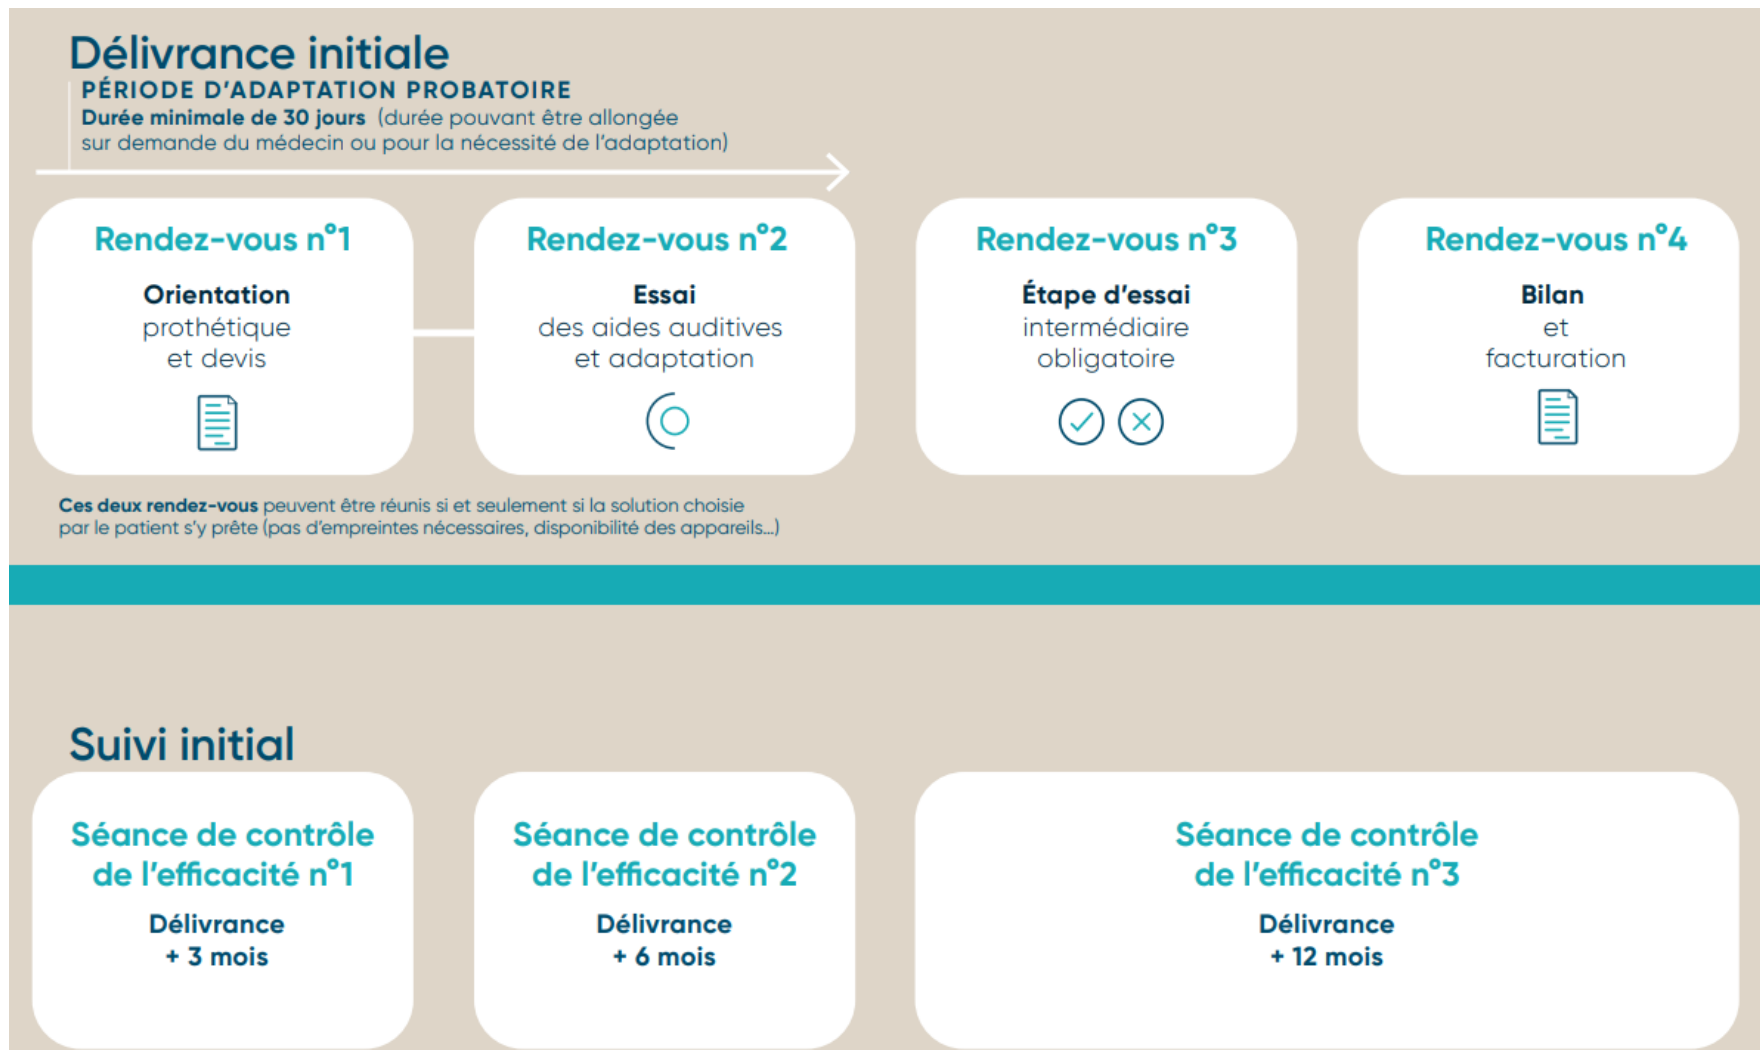 Délivrance initiale
PÉRIODE D'ADAPTATION PROBATOIRE
Durée minimale de 30 jours (durée pouvant être allongée
sur demande du médecin ou pour la nécessité de l'adaptation)
Rendez-vous n°1
Orientation
prothétique
et devis
Rendez-vous n°2
Essai
des aides auditives
et adaptation
Rendez-vous n°3
Étape d'essai
intermédiaire
obligatoire
Rendez-vous n°4
Bilan
et
facturation
Ces deux rendez-vous peuvent être réunis si et seulement si la solution choisie
par le patient s'y prête (pas d'empreintes nécessaires, disponibilité des appareils...)
Suivi initial
Séance de contrôle
de l'efficacité n°1
Délivrance
+ 3 mois
Séance de contrôle
de l'efficacité n°2
Délivrance
+ 6 mois
Séance de contrôle
de l'efficacité n°3
Délivrance
+ 12 mois